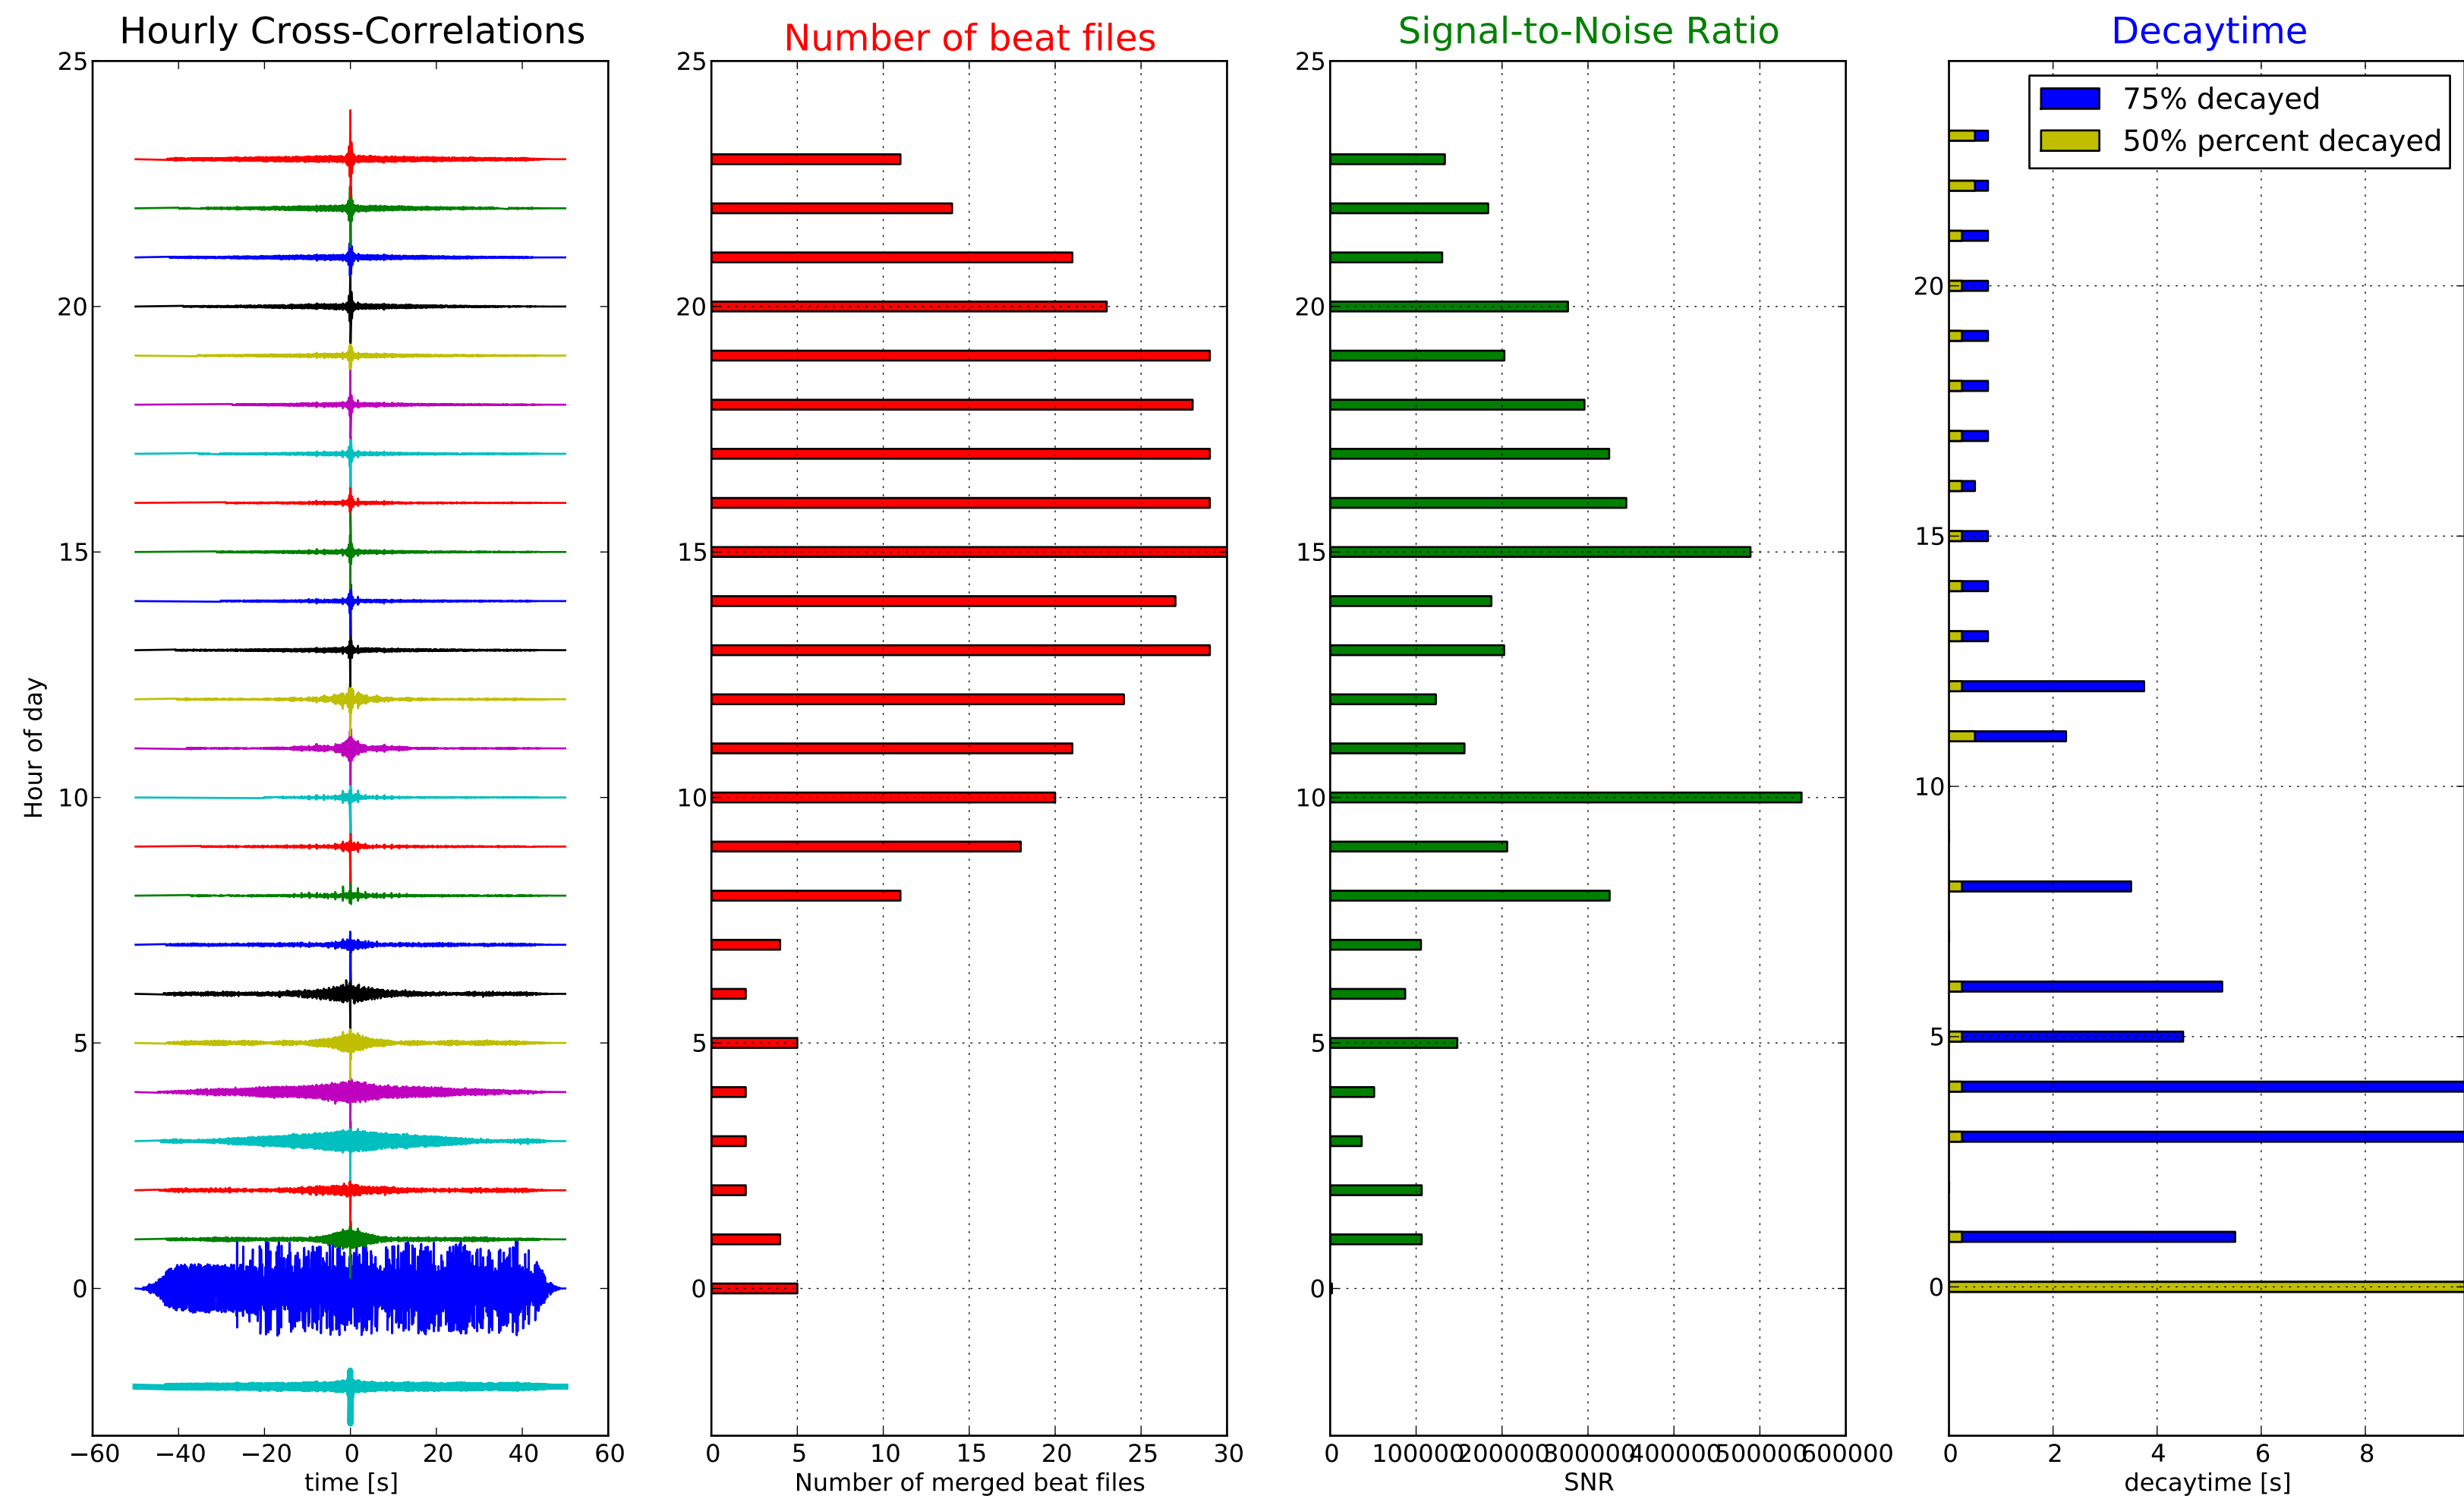 Hourly Cross-Correlations
25
20
15
10
5
0
Hour of day
−60 −40 −20 0 20 40 60
time [s]
Number of beat files
25
20
15
10
5
0
0 5 10 15 20 25 30
Number of merged beat files
Signal-to-Noise Ratio
25
20
15
10
5
0
0 100000 200000 300000 400000 500000 600000
SNR
Decaytime
75% decayed
50% percent decayed
20
15
10
5
0
0 2 4 6 8
decaytime [s]